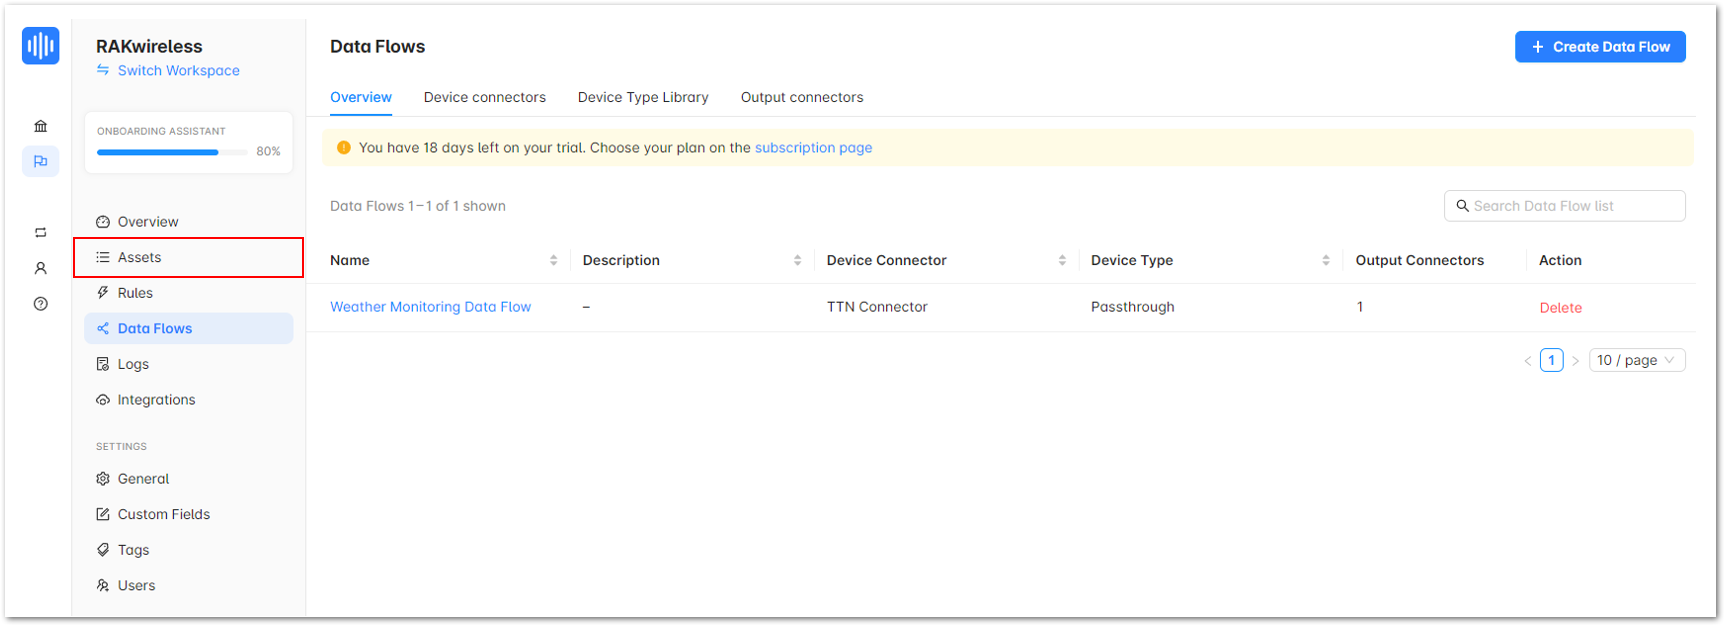 RAKwireless
Switch Workspace
ONBOARDING ASSISTANT
80%
Overview
Assets
Rules
Data Flows
Logs
Integrations
SETTINGS
General
Custom Fields
Tags
Users
Data Flows
+ Create Data Flow
Overview Device connectors Device Type Library Output connectors
You have 18 days left on your trial. Choose your plan on the subscription page
Data Flows 1–1 of 1 shown
Search Data Flow list
Name Description Device Connector Device Type Output Connectors Action
Weather Monitoring Data Flow – TTN Connector Passthrough 1 Delete
< 1 > 10 / page